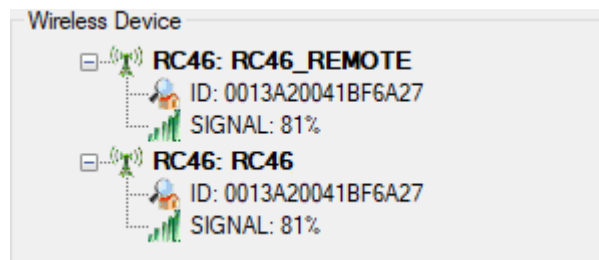 Wireless Device
RC46: RC46_REMOTE
ID: 0013A20041BF6A27
SIGNAL: 81%
RC46: RC46
ID: 0013A20041BF6A27
SIGNAL: 81%